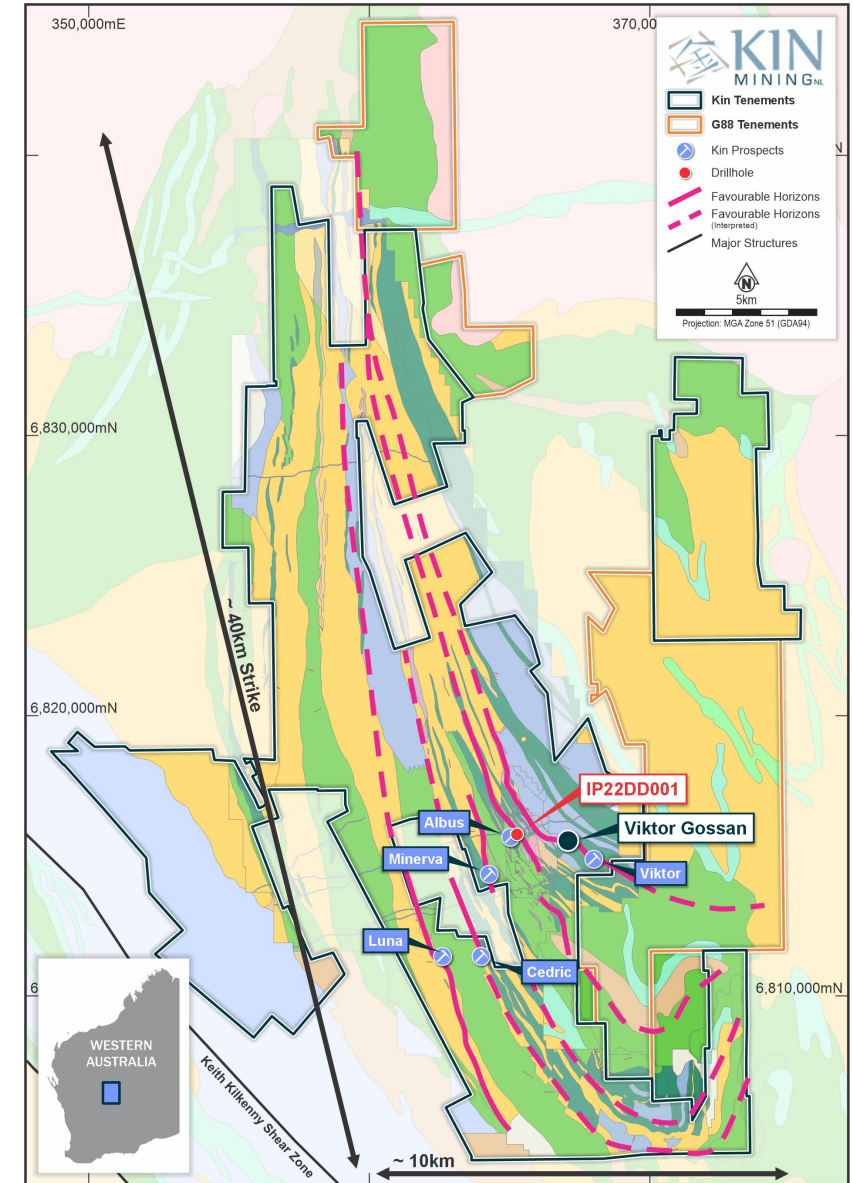 350,000mE
370,00
KIN
MINING NL
Kin Tenements
G88 Tenements
Kin Prospects
Drillhole
Favourable Horizons
Favourable Horizons
(Interpreted)
Major Structures
N
5km
Projection: MGA Zone 51 (GDA94)
N
6,830,000mN
~ 40km Strike
6,820,000mN
IP22DD001
Albus
Viktor Gossan
Minerva
Viktor
Luna
Cedric
6,810,000mN
6
WESTERN
AUSTRALIA
Keith Kilkenny Shear Zone
~ 10km